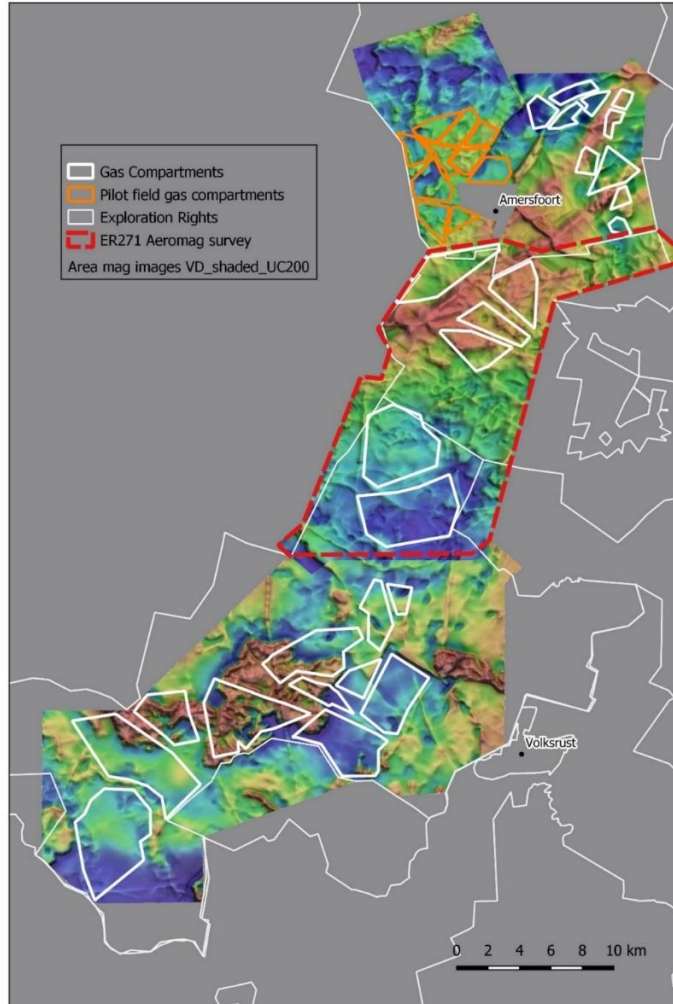 Gas Compartments
Pilot field gas compartments
Exploration Rights
ER271 Aeromag survey
Area mag images VD_shaded_UC200
Amersfoort
Volksrust
0 2 4 6 8 10 km